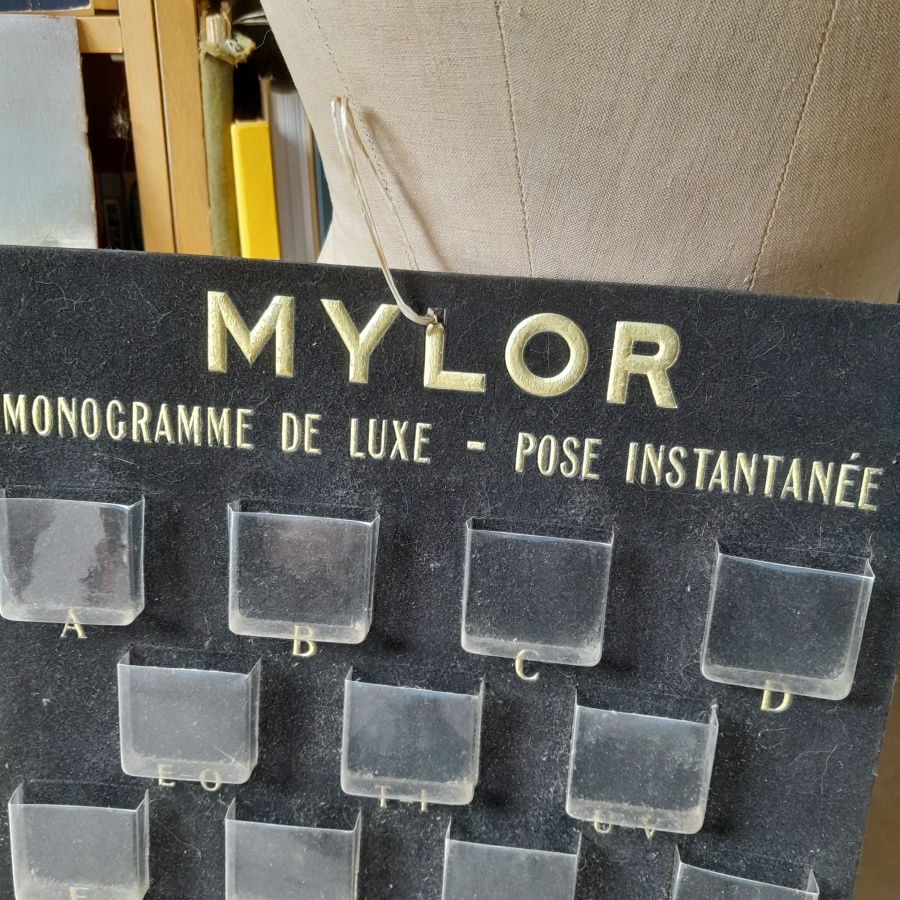 MYLOR
MONOGRAMME DE LUXE - POSE INSTANTANÉE
A B C D
E O
U V